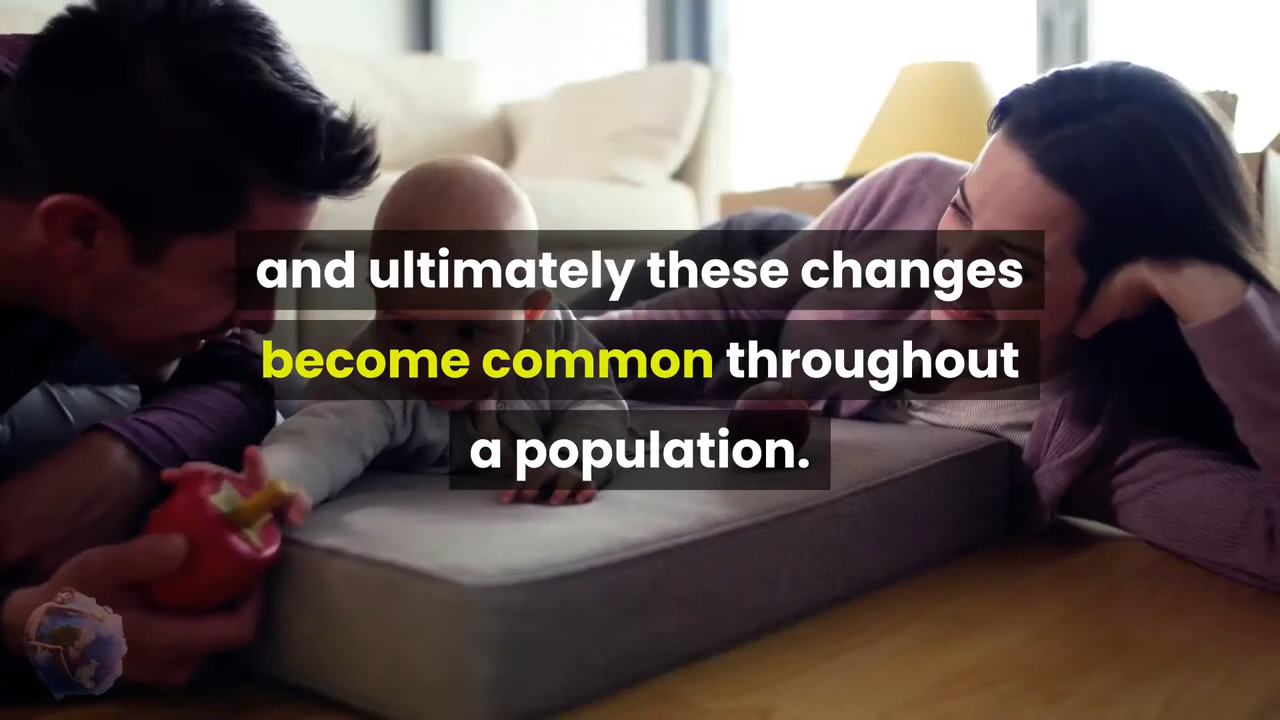 and ultimately these changes
become common throughout
a population.